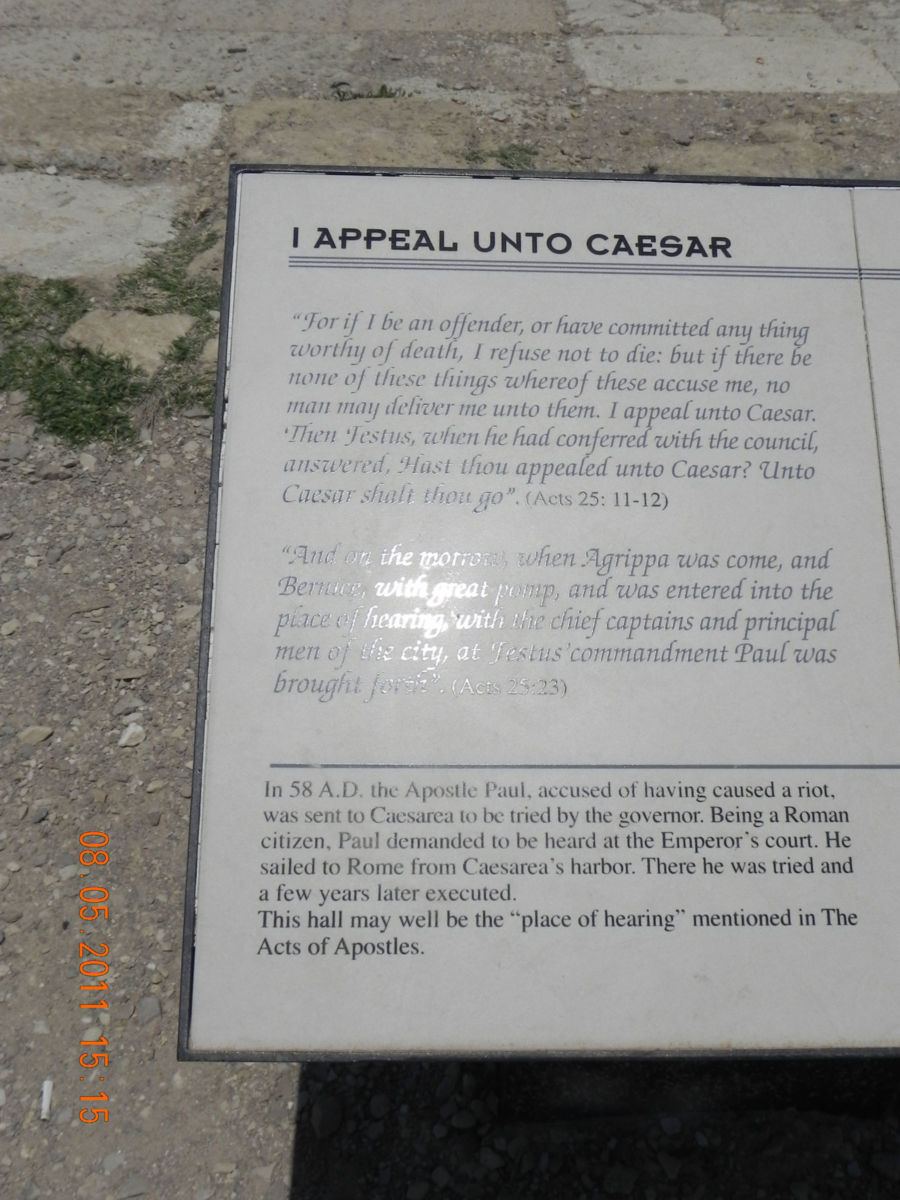 I APPEAL UNTO CAESAR
“For if I be an offender, or have committed any thing
worthy of death, I refuse not to die: but if there be
none of these things whereof these accuse me, no
man may deliver me unto them. I appeal unto Caesar.
Then Festus, when he had conferred with the council,
answered, Hast thou appealed unto Caesar? Unto
Caesar shalt thou go”. (Acts 25: 11-12)
“And on the morrow, when Agrippa was come, and
Bernice, with great pomp, and was entered into the
place of hearing, with the chief captains and principal
men of the city, at Festus’commandment Paul was
brought forth”. (Acts 25:23)
In 58 A.D. the Apostle Paul, accused of having caused a riot,
was sent to Caesarea to be tried by the governor. Being a Roman
citizen, Paul demanded to be heard at the Emperor’s court. He
sailed to Rome from Caesarea’s harbor. There he was tried and
a few years later executed.
This hall may well be the “place of hearing” mentioned in The
Acts of Apostles.
08.05.2011 15:15